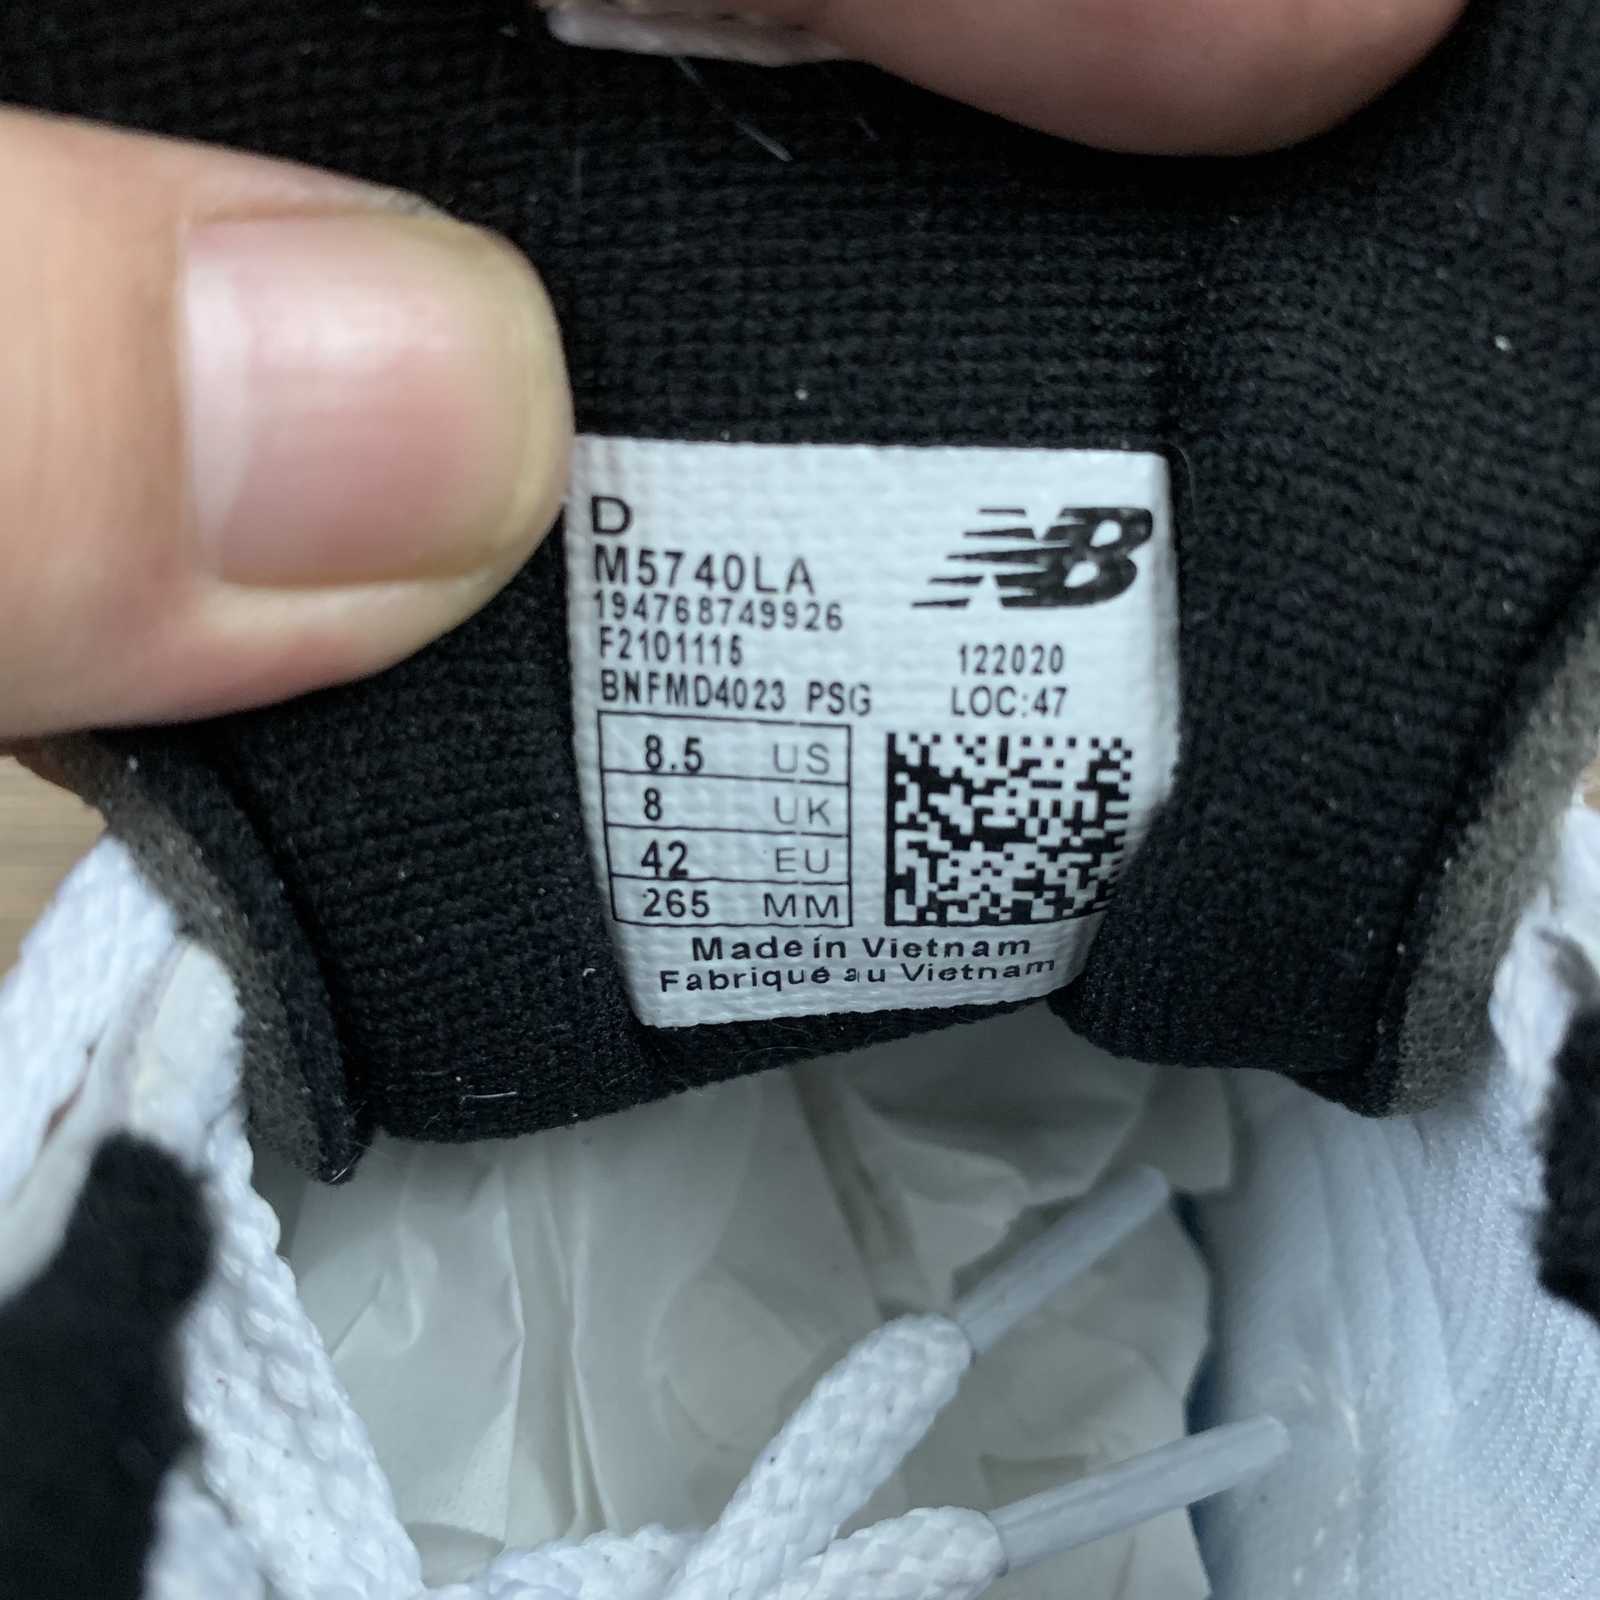 D
M5740LA
NB
194768749926
F2101115
122020
BNFMD4023 PSG
LOC:47
8.5 US
8 UK
42 EU
265 MM
Made in Vietnam
Fabriqué au Vietnam